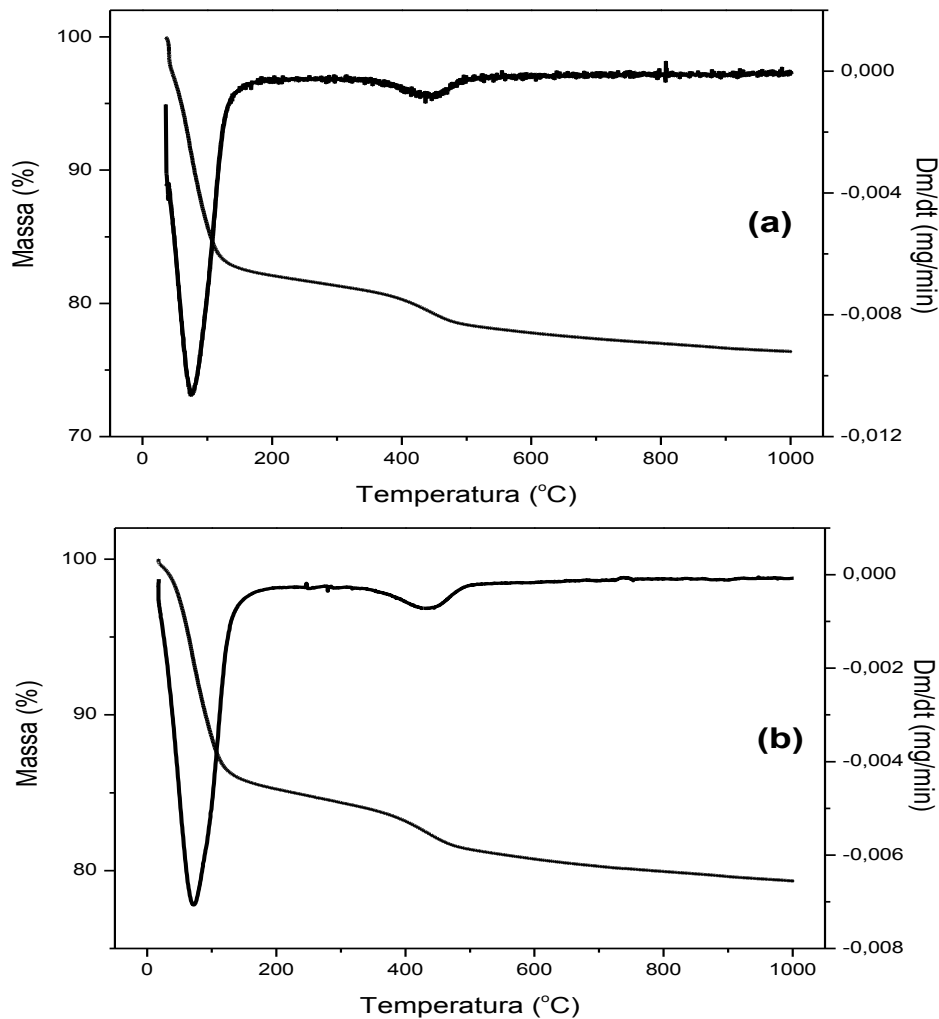 100
90
80
70
Massa (%)
0,000
-0,004
-0,008
-0,012
Dm/dt (mg/min)
(a)
0 200 400 600 800 1000
Temperatura (°C)
100
90
80
Massa (%)
0,000
-0,002
-0,004
-0,006
-0,008
Dm/dt (mg/min)
(b)
0 200 400 600 800 1000
Temperatura (°C)